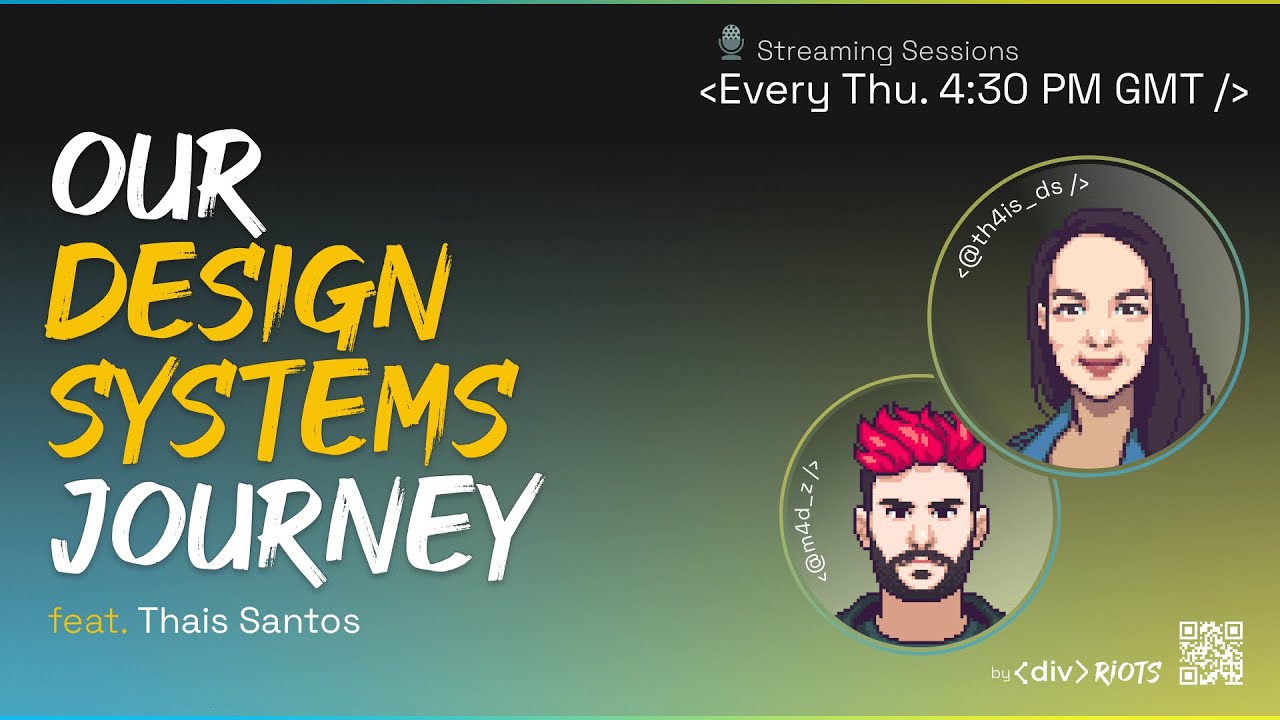 Streaming Sessions
<Every Thu. 4:30 PM GMT />
OUR
DESIGN
SYSTEMS
JOURNEY
feat. Thais Santos
<@th4is_ds />
<@m4d_z />
by <div> RiOTS